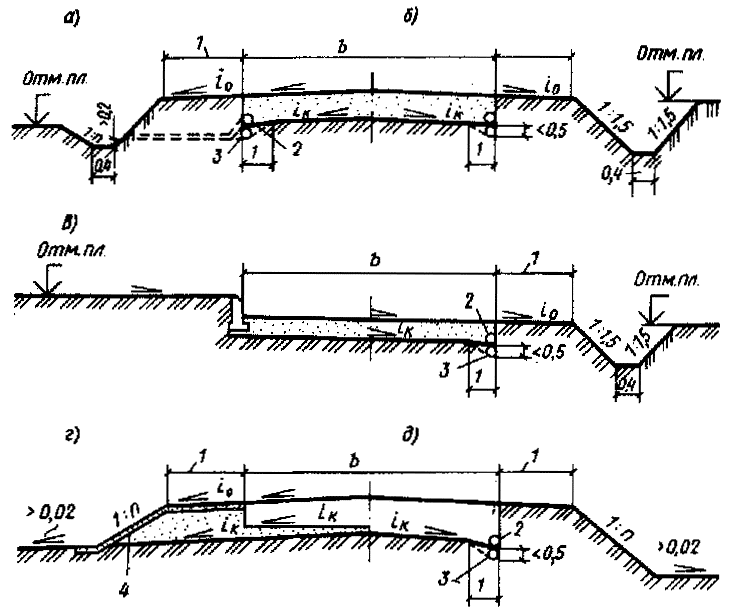 а)
б)
Отм.пл.
1
b
i₀
i₀
Отм.пл.
1:n
>0,2
iк
iк
1:1,5
1:1,5
<0,5
0,4
3
1
2
1
0,4
в)
Отм.пл.
b
1
Отм.пл.
2
i₀
iк
1:1,5
1:1,5
<0,5
3
1
0,4
г)
д)
1
b
1
>0,02
1:n
i₀
iк
iк
iк
2
1:n
>0,02
<0,5
4
3
1